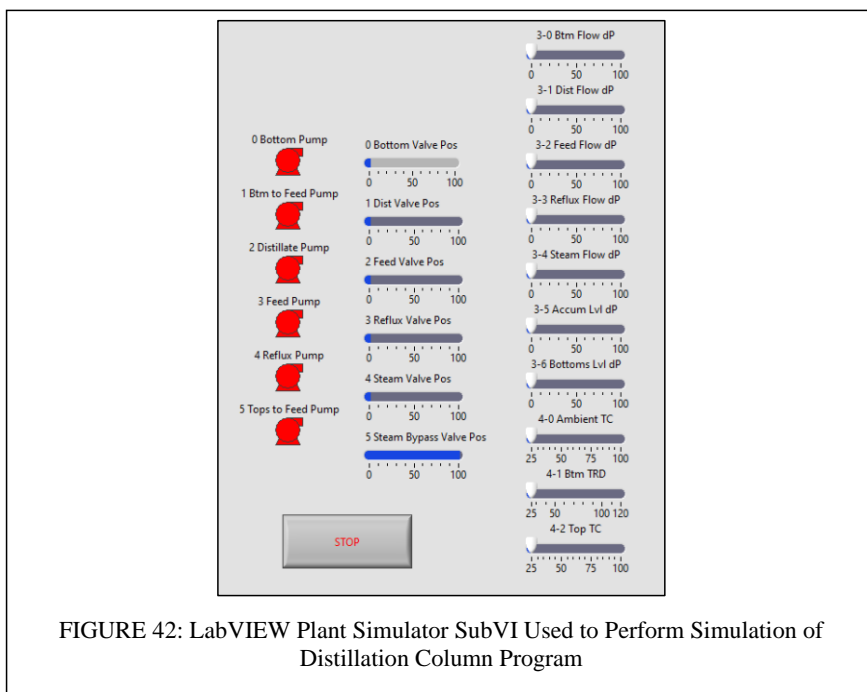 0 Bottom Pump
1 Btm to Feed Pump
2 Distillate Pump
3 Feed Pump
4 Reflux Pump
5 Tops to Feed Pump
0 Bottom Valve Pos
0 50 100
1 Dist Valve Pos
0 50 100
2 Feed Valve Pos
0 50 100
3 Reflux Valve Pos
0 50 100
4 Steam Valve Pos
0 50 100
5 Steam Bypass Valve Pos
0 50 100
3-0 Btm Flow dP
0 50 100
3-1 Dist Flow dP
0 50 100
3-2 Feed Flow dP
0 50 100
3-3 Reflux Flow dP
0 50 100
3-4 Steam Flow dP
0 50 100
3-5 Accum Lvl dP
0 50 100
3-6 Bottoms Lvl dP
0 50 100
4-0 Ambient TC
25 50 75 100
4-1 Btm TRD
25 50 100 120
4-2 Top TC
25 50 75 100
STOP
FIGURE 42: LabVIEW Plant Simulator SubVI Used to Perform Simulation of
Distillation Column Program